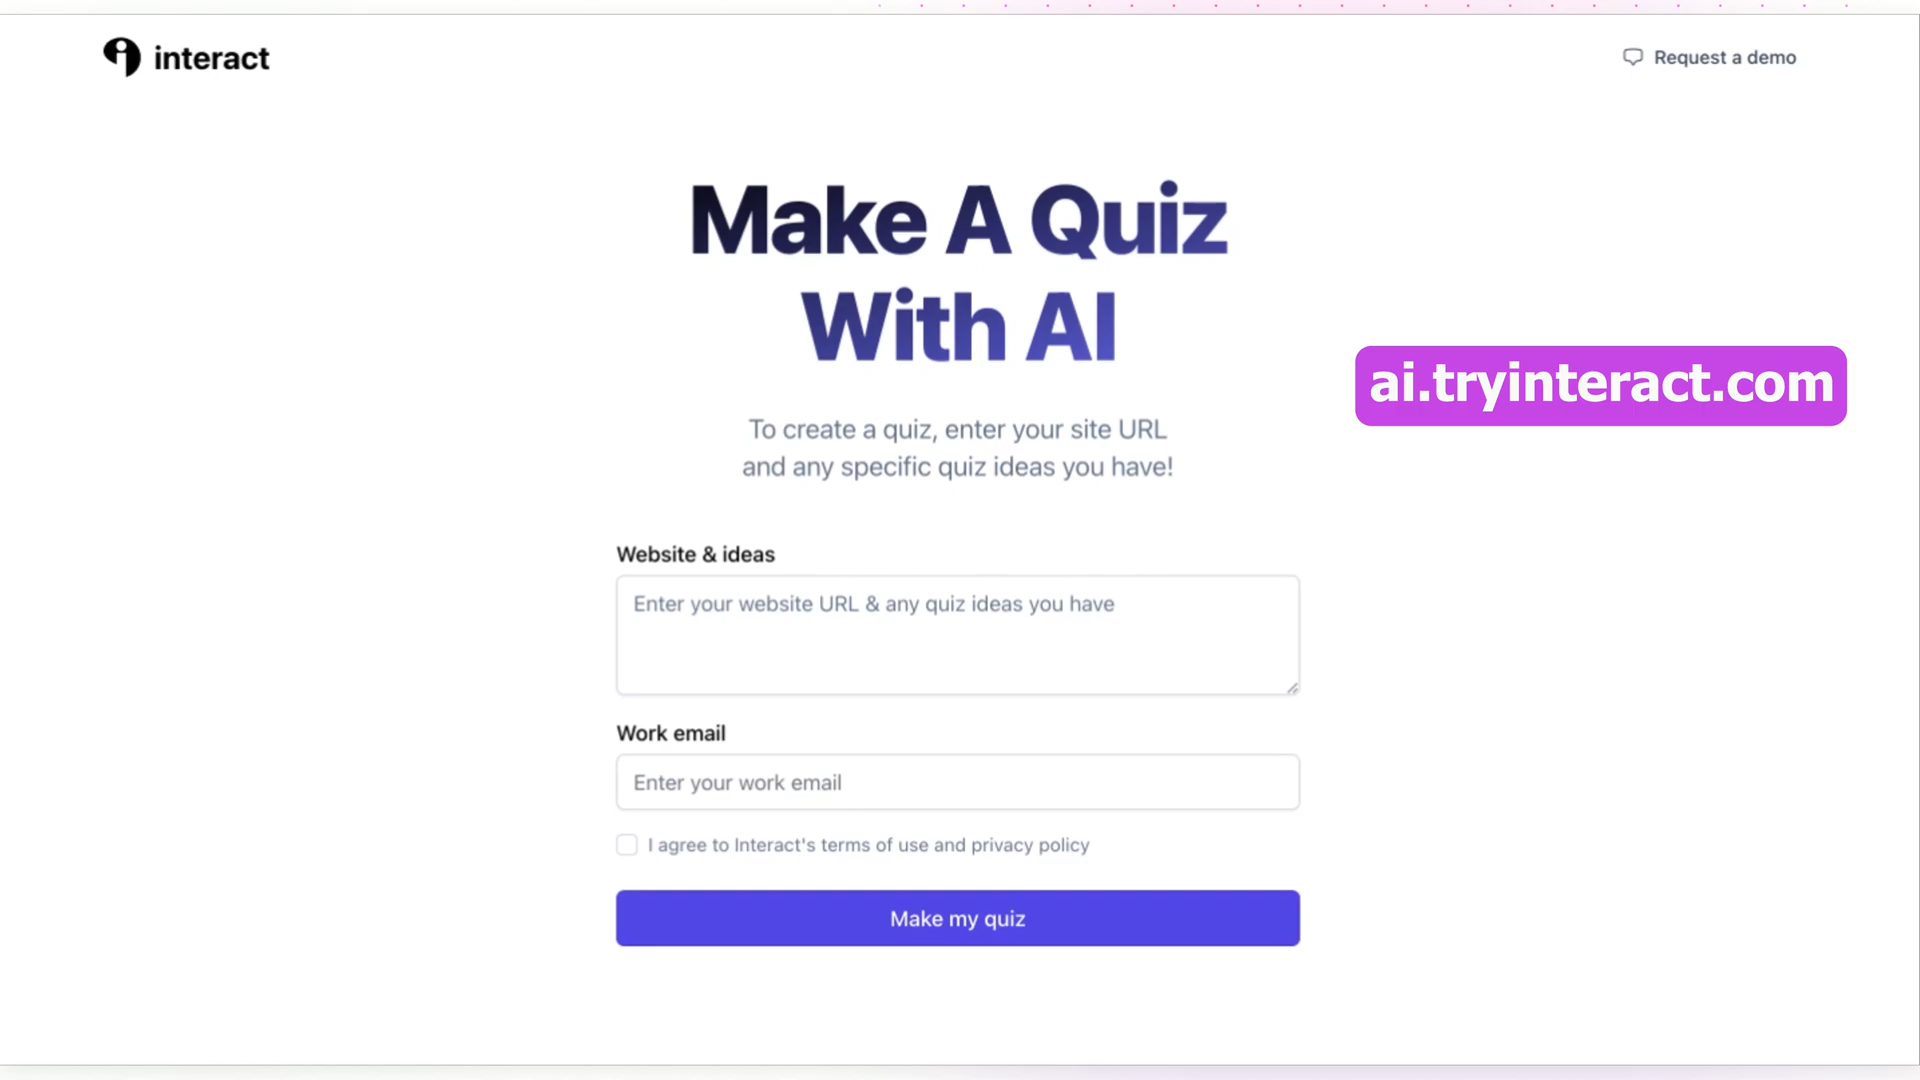 interact
Request a demo
Make A Quiz
With AI
ai.tryinteract.com
To create a quiz, enter your site URL
and any specific quiz ideas you have!
Website & ideas
Enter your website URL & any quiz ideas you have
Work email
Enter your work email
I agree to Interact's terms of use and privacy policy
Make my quiz